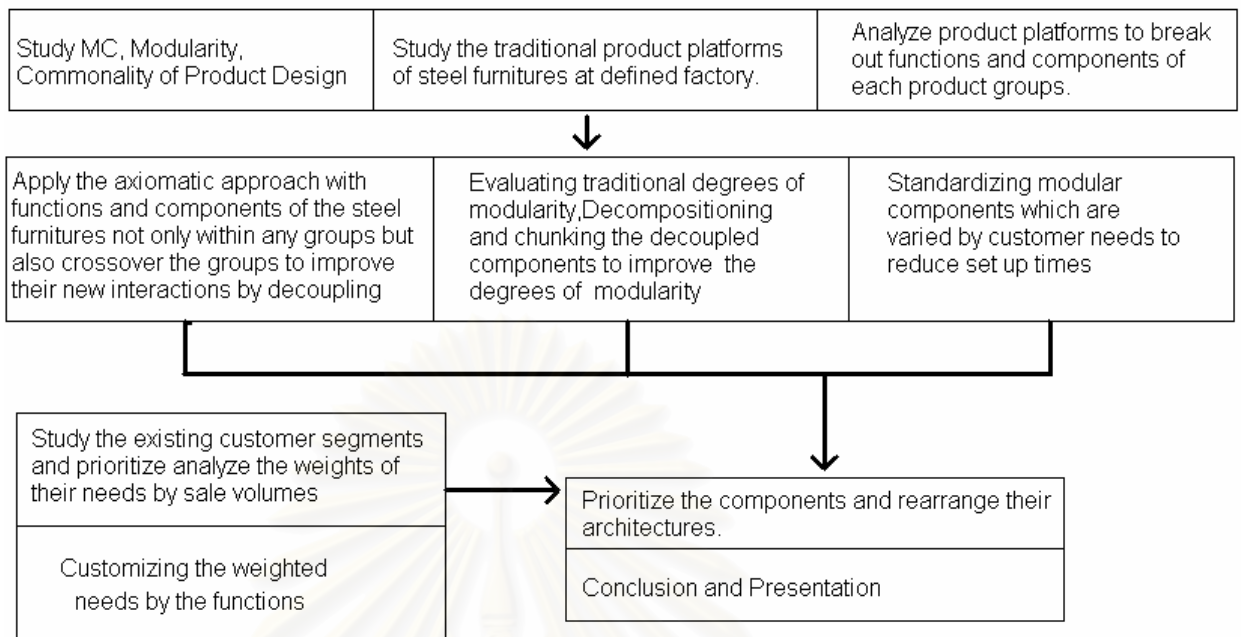 Study MC, Modularity,
Commonality of Product Design
Study the traditional product platforms
of steel furnitures at defined factory.
Analyze product platforms to break
out functions and components of
each product groups.
Apply the axiomatic approach with
functions and components of the steel
furnitures not only within any groups but
also crossover the groups to improve
their new interactions by decoupling
Evaluating traditional degrees of
modularity,Decompositioning
and chunking the decoupled
components to improve the
degrees of modularity
Standardizing modular
components which are
varied by customer needs to
reduce set up times
Study the existing customer segments
and prioritize analyze the weights of
their needs by sale volumes
Customizing the weighted
needs by the functions
Prioritize the components and rearrange their
architectures.
Conclusion and Presentation